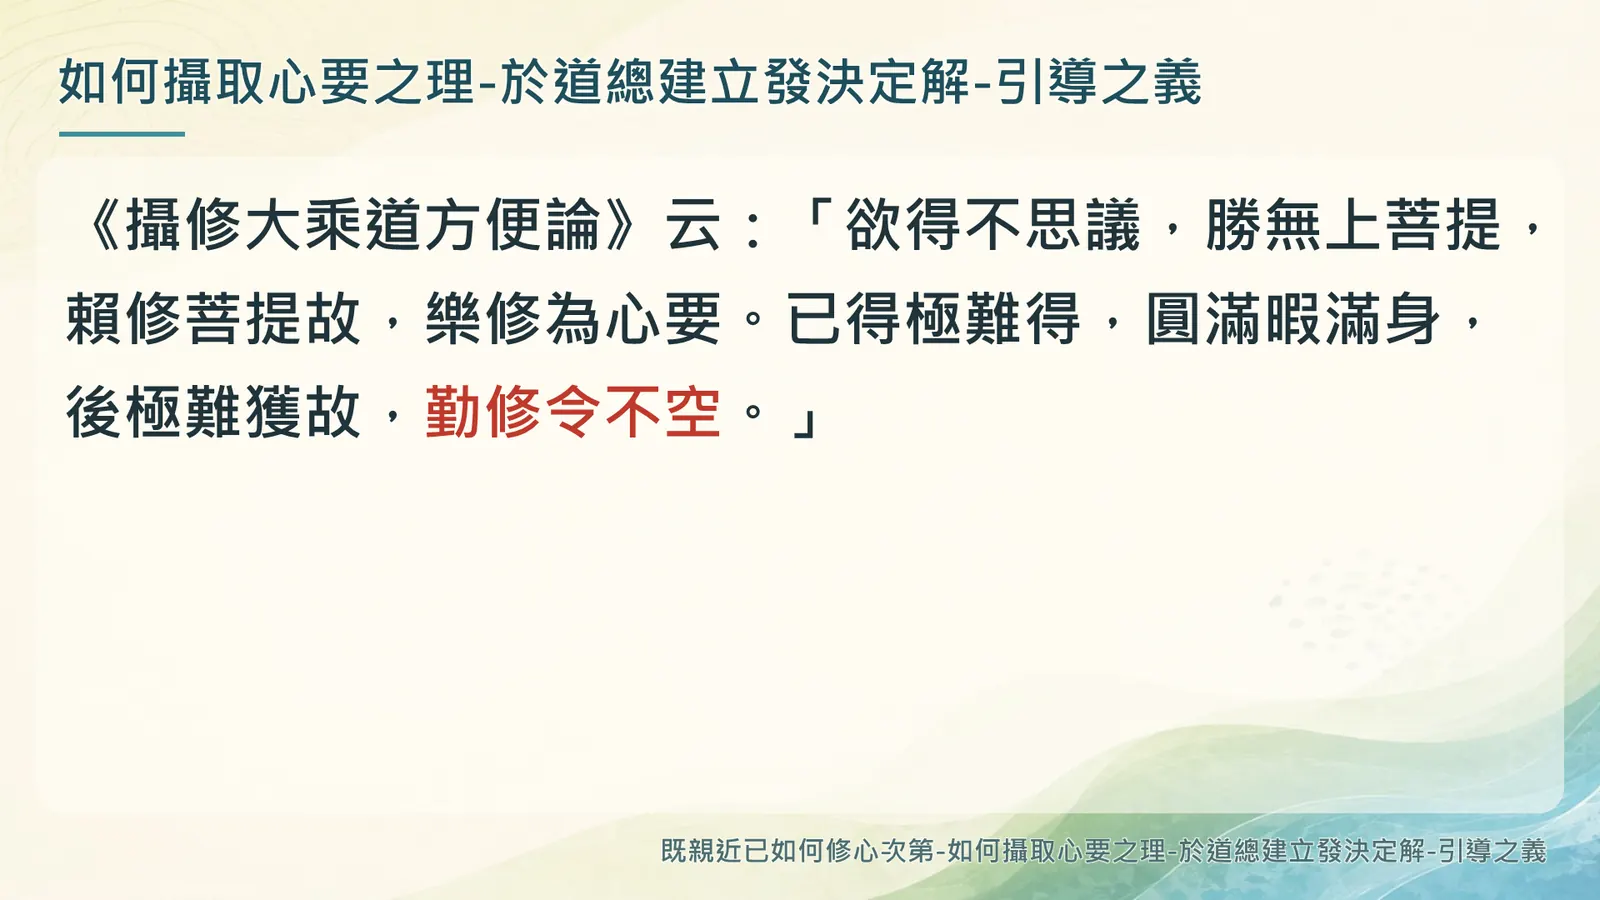 如何攝取心要之理-於道總建立發決定解-引導之義
《攝修大乘道方便論》云：「欲得不思議，勝無上菩提，
賴修菩提故，樂修為心要。已得極難得，圓滿暇滿身，
後極難獲故，勤修令不空。」
既親近已如何修心次第-如何攝取心要之理-於道總建立發決定解-引導之義